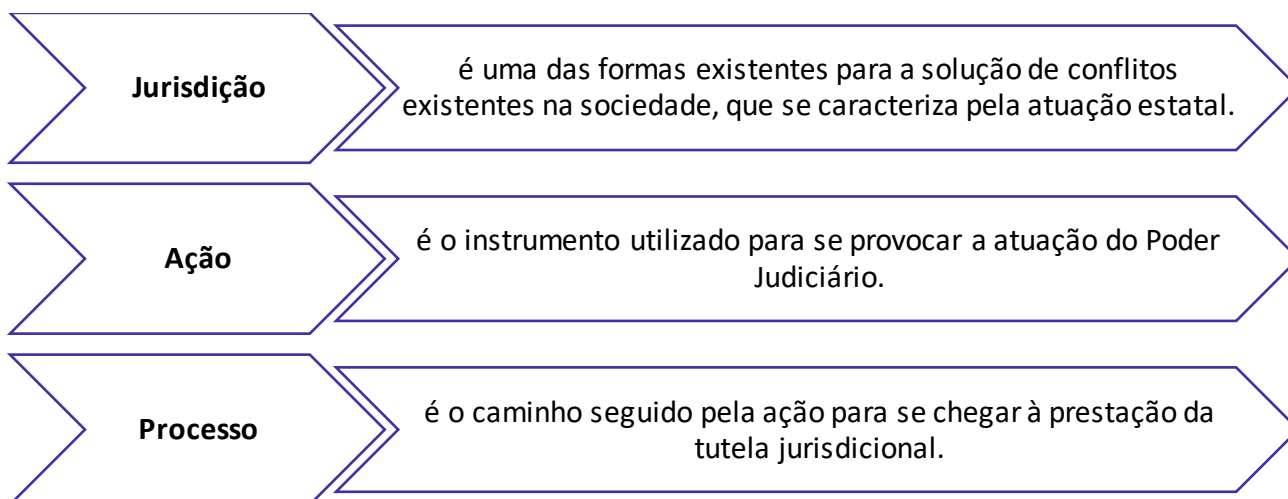 Jurisdição
é uma das formas existentes para a solução de conflitos
existentes na sociedade, que se caracteriza pela atuação estatal.
Ação
é o instrumento utilizado para se provocar a atuação do Poder
Judiciário.
Processo
é o caminho seguido pela ação para se chegar à prestação da
tutela jurisdicional.